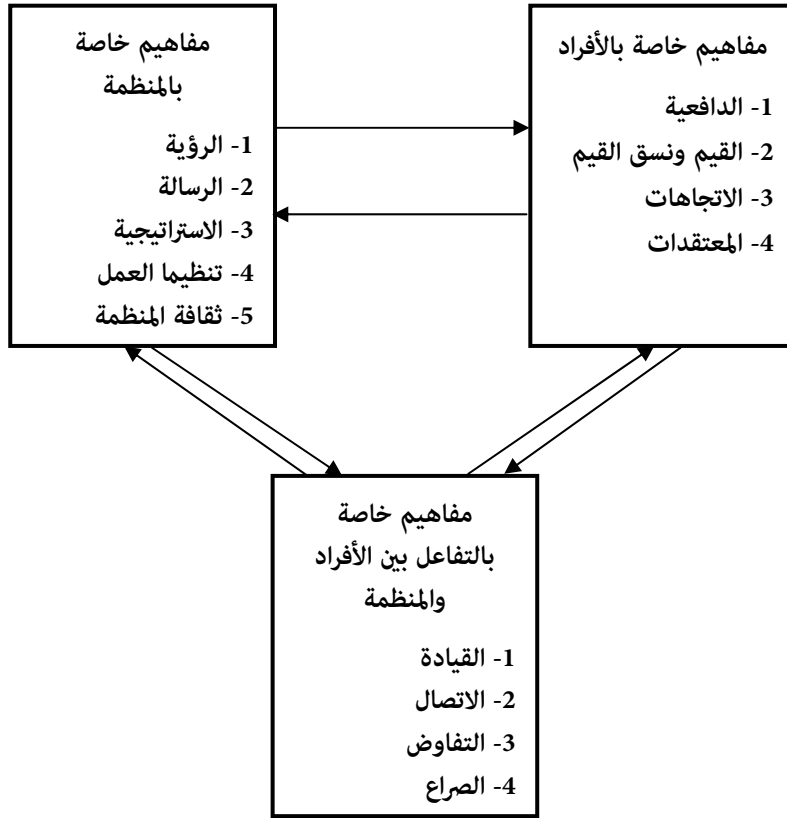 مفاهيم خاصة بالأفراد
1- الدافعية
2- القيم ونسق القيم
3- الاتجاهات
4- المعتقدات
مفاهيم خاصة
بالمنظمة
1- الرؤية
2- الرسالة
3- الاستراتيجية
4- تنظيما العمل
5- ثقافة المنظمة
مفاهيم خاصة
بالتفاعل بين الأفراد
والمنظمة
1- القيادة
2- الاتصال
3- التفاوض
4- الصراع